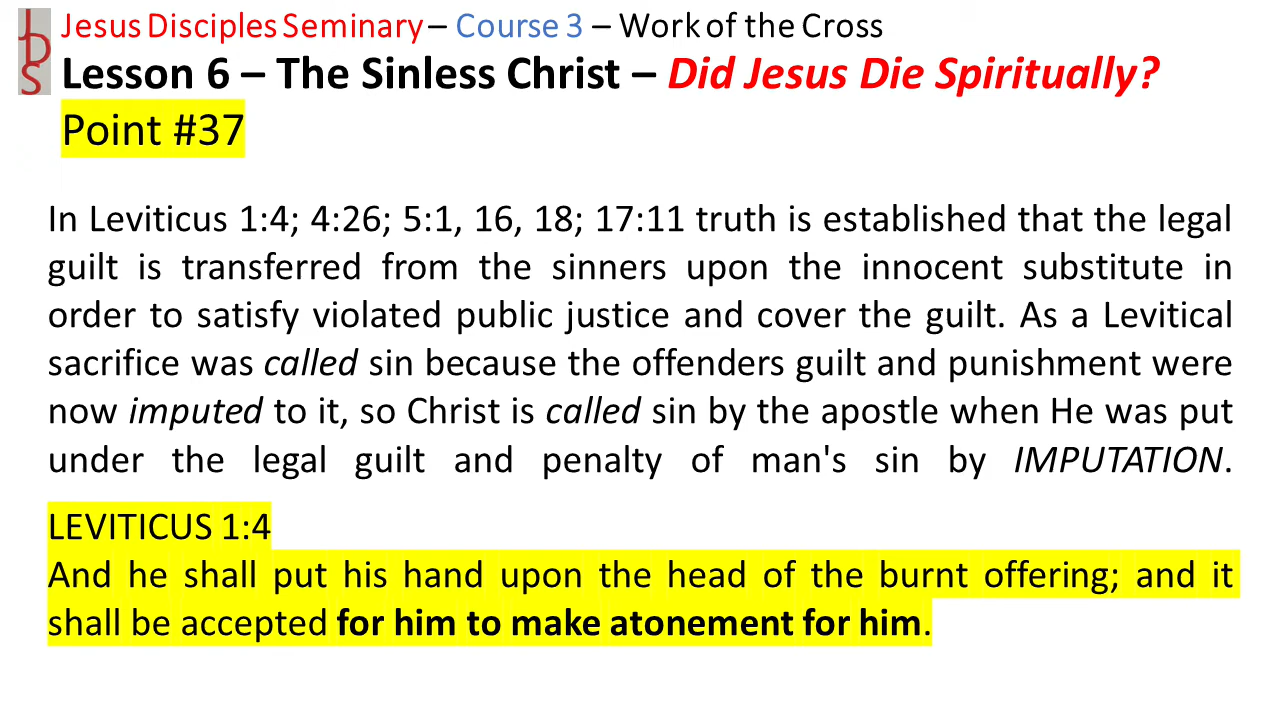 JDS
Jesus Disciples Seminary – Course 3 – Work of the Cross
Lesson 6 – The Sinless Christ – Did Jesus Die Spiritually?
Point #37
In Leviticus 1:4; 4:26; 5:1, 16, 18; 17:11 truth is established that the legal
guilt is transferred from the sinners upon the innocent substitute in
order to satisfy violated public justice and cover the guilt. As a Levitical
sacrifice was called sin because the offenders guilt and punishment were
now imputed to it, so Christ is called sin by the apostle when He was put
under the legal guilt and penalty of man's sin by IMPUTATION.
LEVITICUS 1:4
And he shall put his hand upon the head of the burnt offering; and it
shall be accepted for him to make atonement for him.